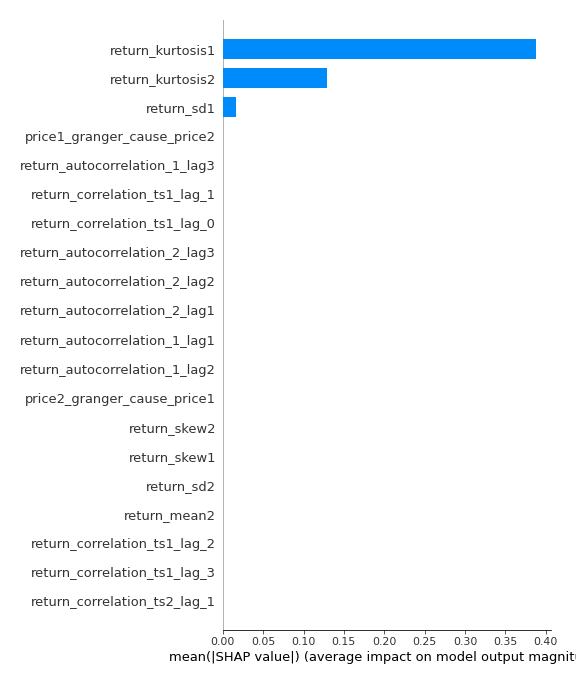 return_kurtosis1
return_kurtosis2
return_sd1
price1_granger_cause_price2
return_autocorrelation_1_lag3
return_correlation_ts1_lag_1
return_correlation_ts1_lag_0
return_autocorrelation_2_lag3
return_autocorrelation_2_lag2
return_autocorrelation_2_lag1
return_autocorrelation_1_lag1
return_autocorrelation_1_lag2
price2_granger_cause_price1
return_skew2
return_skew1
return_sd2
return_mean2
return_correlation_ts1_lag_2
return_correlation_ts1_lag_3
return_correlation_ts2_lag_1
0.00 0.05 0.10 0.15 0.20 0.25 0.30 0.35 0.40
mean(|SHAP value|) (average impact on model output magnitu